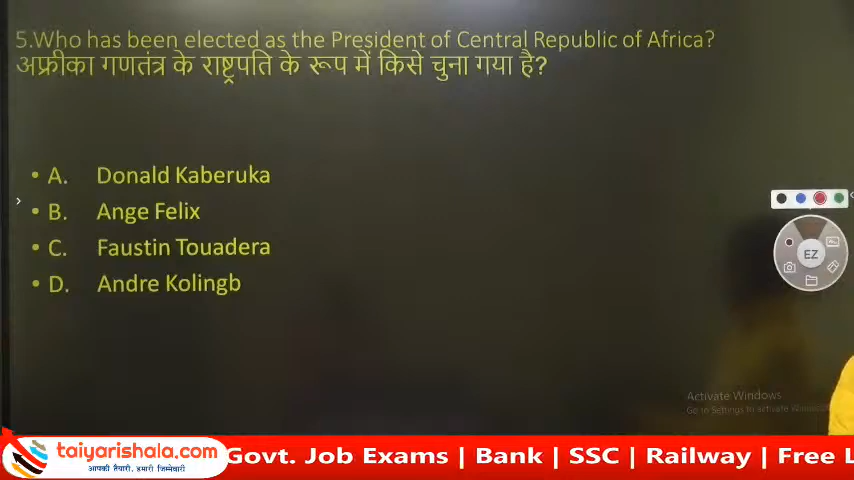 5.Who has been elected as the President of Central Republic of Africa?
अफ्रीका गणतंत्र के राष्ट्रपति के रूप में किसे चुना गया है?
• A. Donald Kaberuka
• B. Ange Felix
• C. Faustin Touadera
• D. Andre Kolingb
EZ
Activate Windows
Go to Settings to activate Windows
taiyarishala.com
आपकी तैयारी, हमारी जिम्मेवारी
Govt. Job Exams | Bank | SSC | Railway | Free L